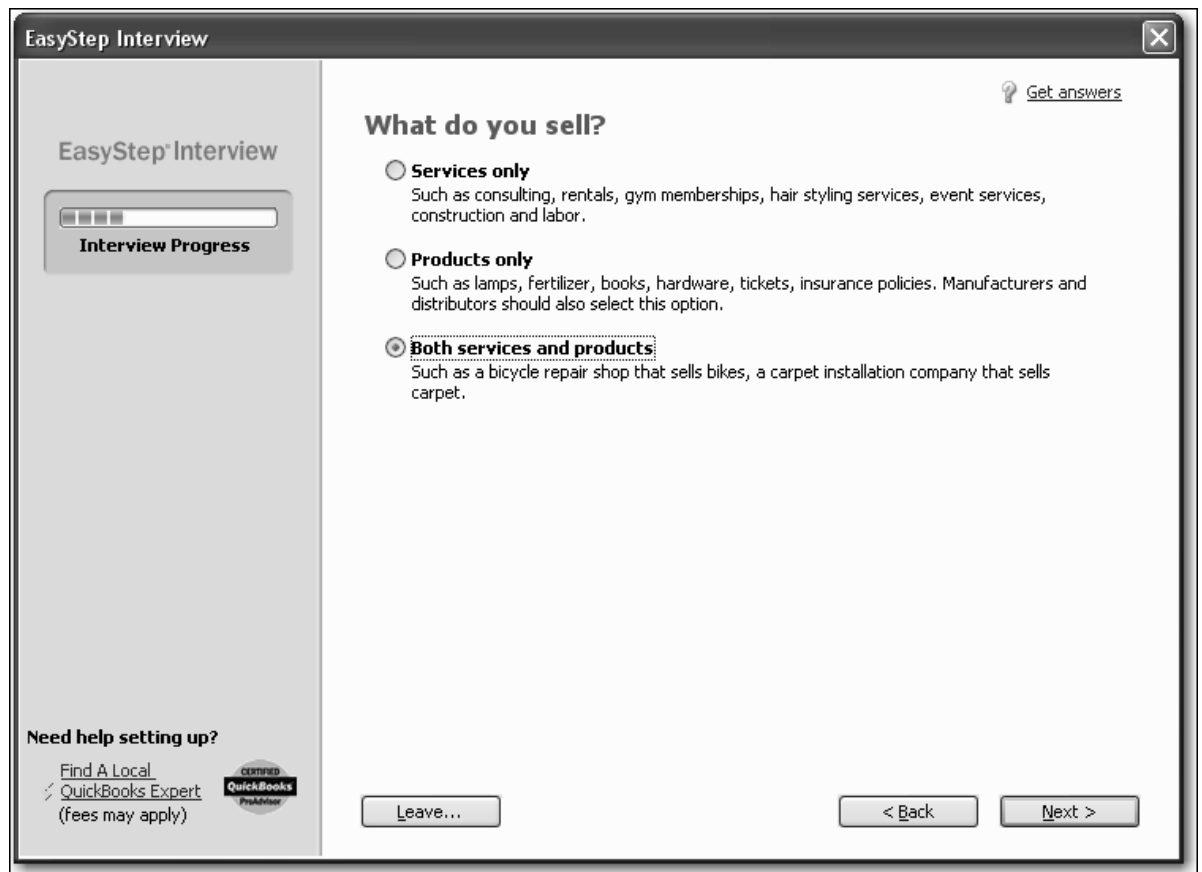 EasyStep Interview
Get answers
What do you sell?
EasyStep® Interview
Interview Progress
Services only
Such as consulting, rentals, gym memberships, hair styling services, event services,
construction and labor.
Products only
Such as lamps, fertilizer, books, hardware, tickets, insurance policies. Manufacturers and
distributors should also select this option.
Both services and products
Such as a bicycle repair shop that sells bikes, a carpet installation company that sells
carpet.
Need help setting up?
Find A Local
QuickBooks Expert
(fees may apply)
CERTIFIED
QuickBooks
ProAdvisor
Leave...
< Back
Next >